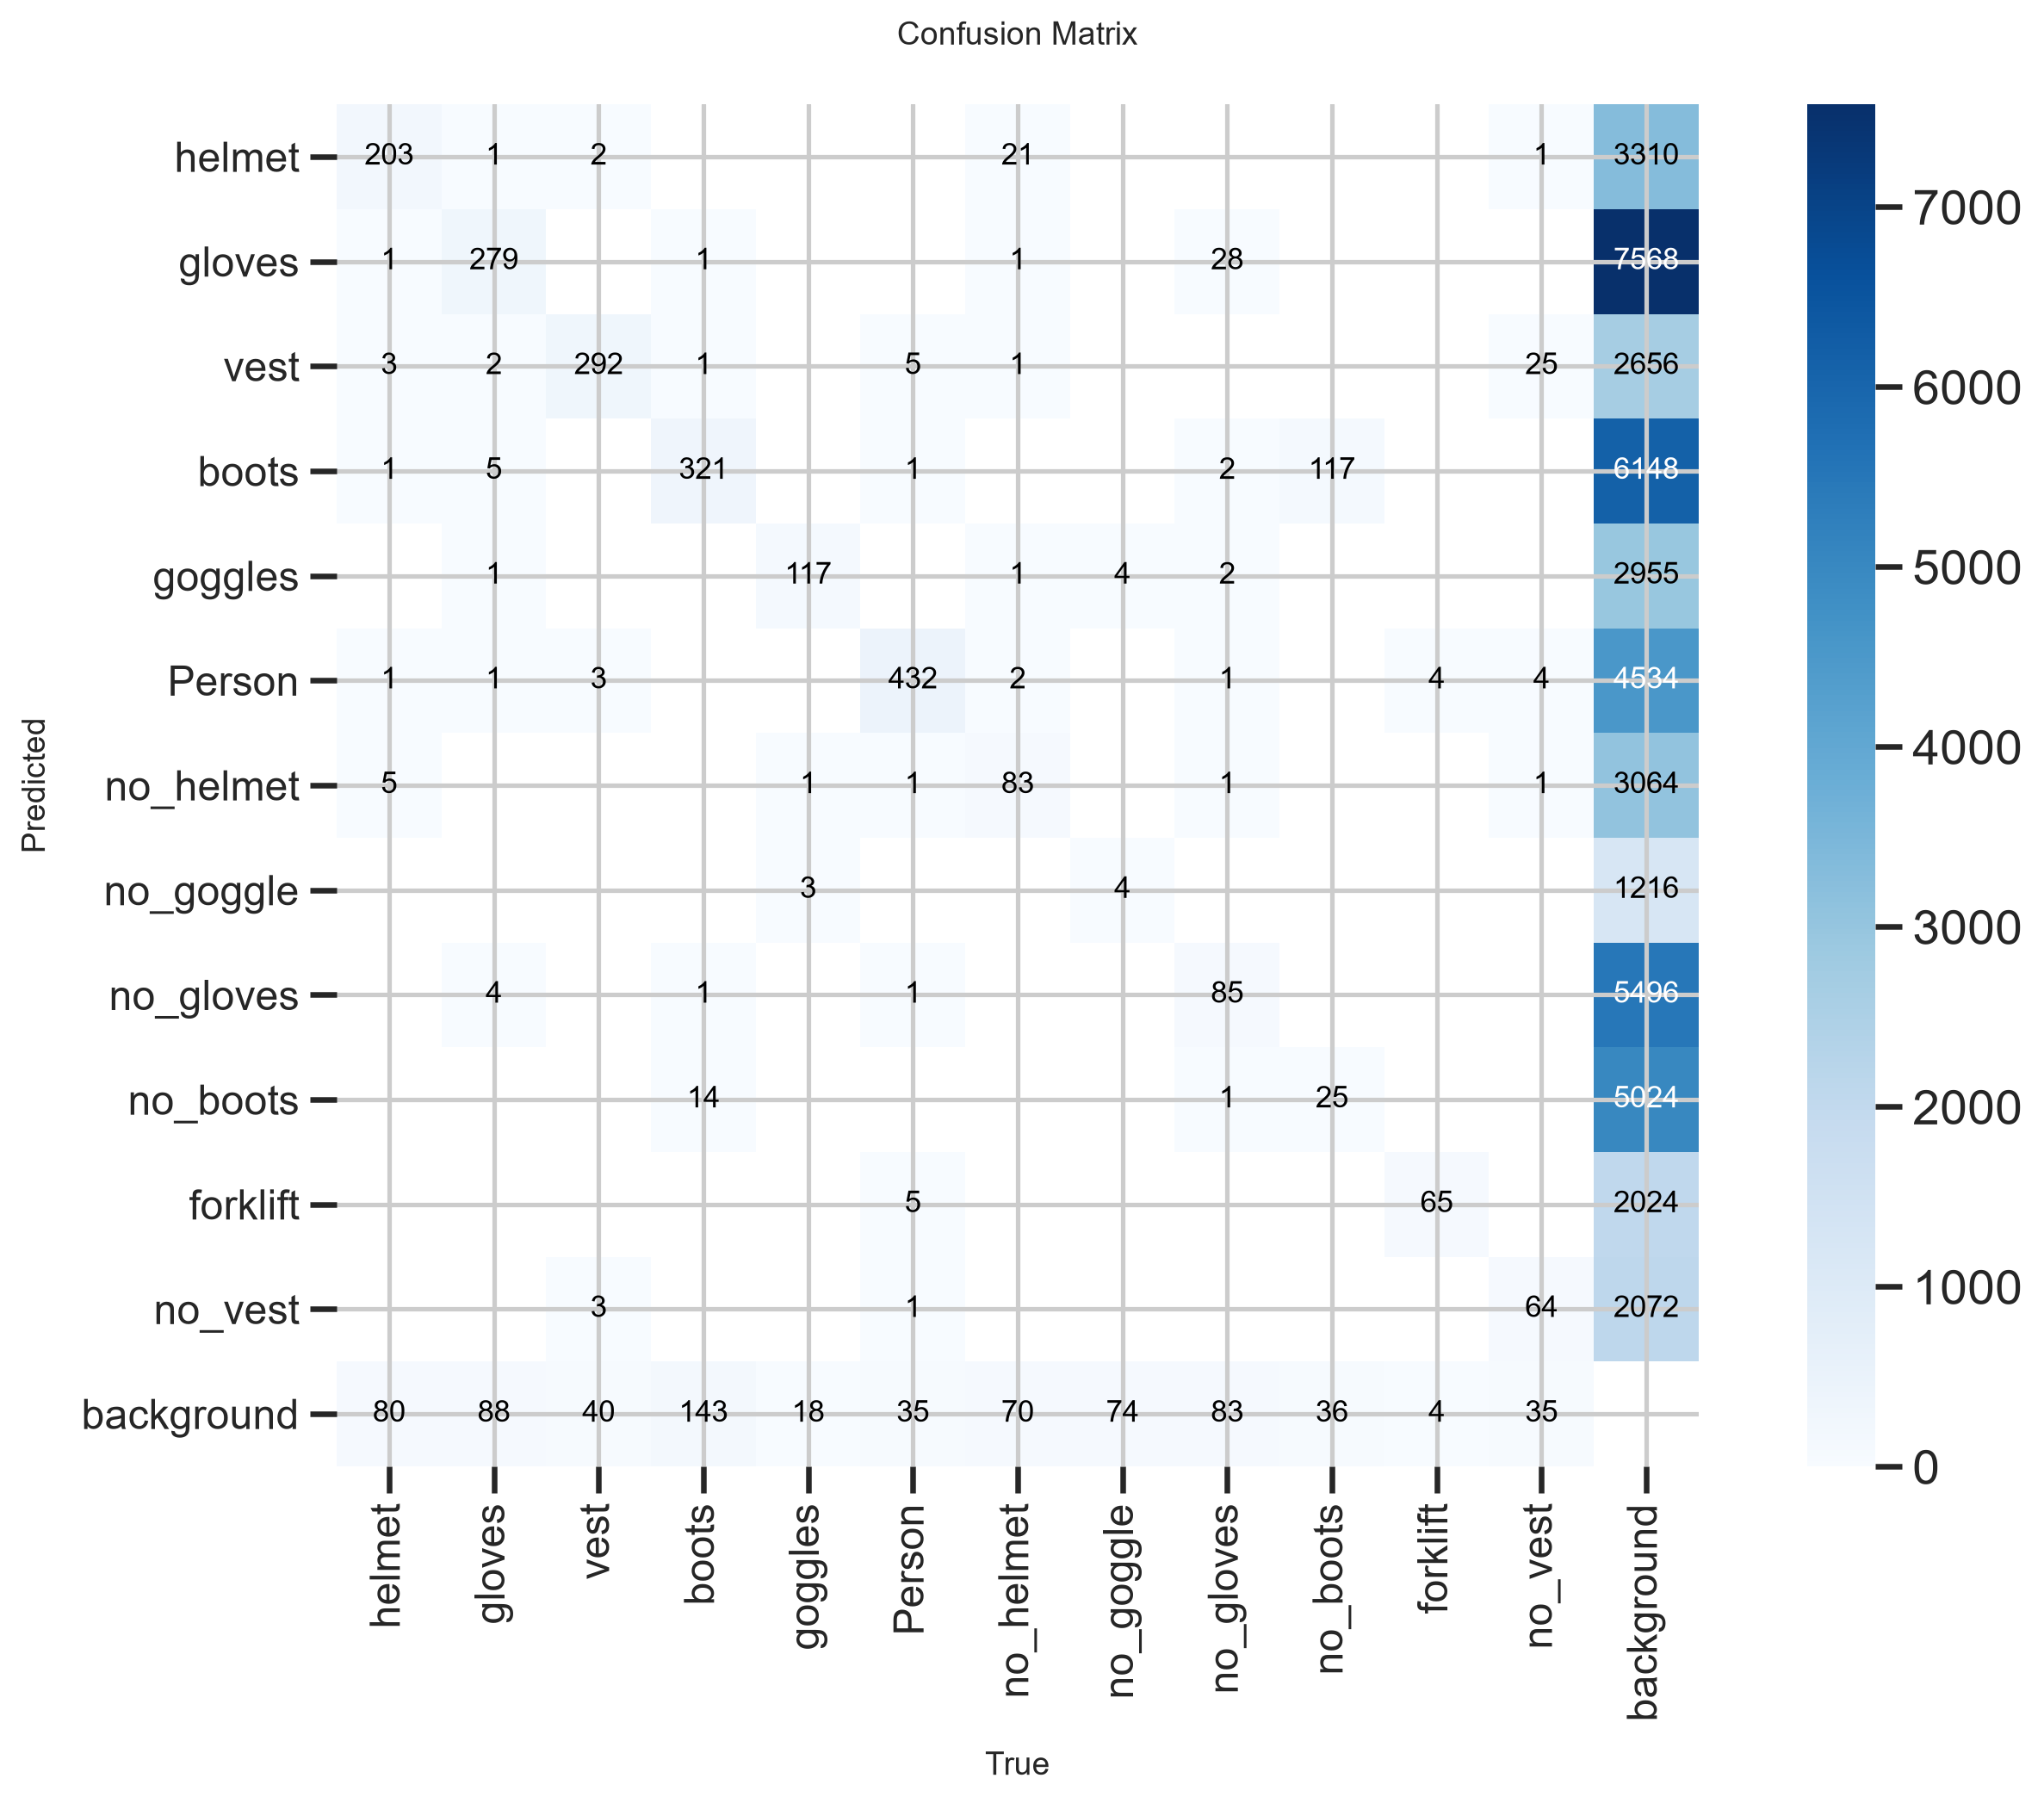 Confusion Matrix
helmet 203 1 2 21 1 3310
gloves 1 279 1 1 28 7568
vest 3 2 292 1 5 1 25 2656
boots 1 5 321 1 2 117 6148
goggles 1 117 1 4 2 2955
Person 1 1 3 432 2 1 4 4 4534
no_helmet 5 1 1 83 1 1 3064
no_goggle 3 4 1216
no_gloves 4 1 1 85 5496
no_boots 14 1 25 5024
forklift 5 65 2024
no_vest 3 1 64 2072
background 80 88 40 143 18 35 70 74 83 36 4 35
helmet gloves vest boots goggles Person no_helmet no_goggle no_gloves no_boots forklift no_vest background
True
Predicted
7000
6000
5000
4000
3000
2000
1000
0